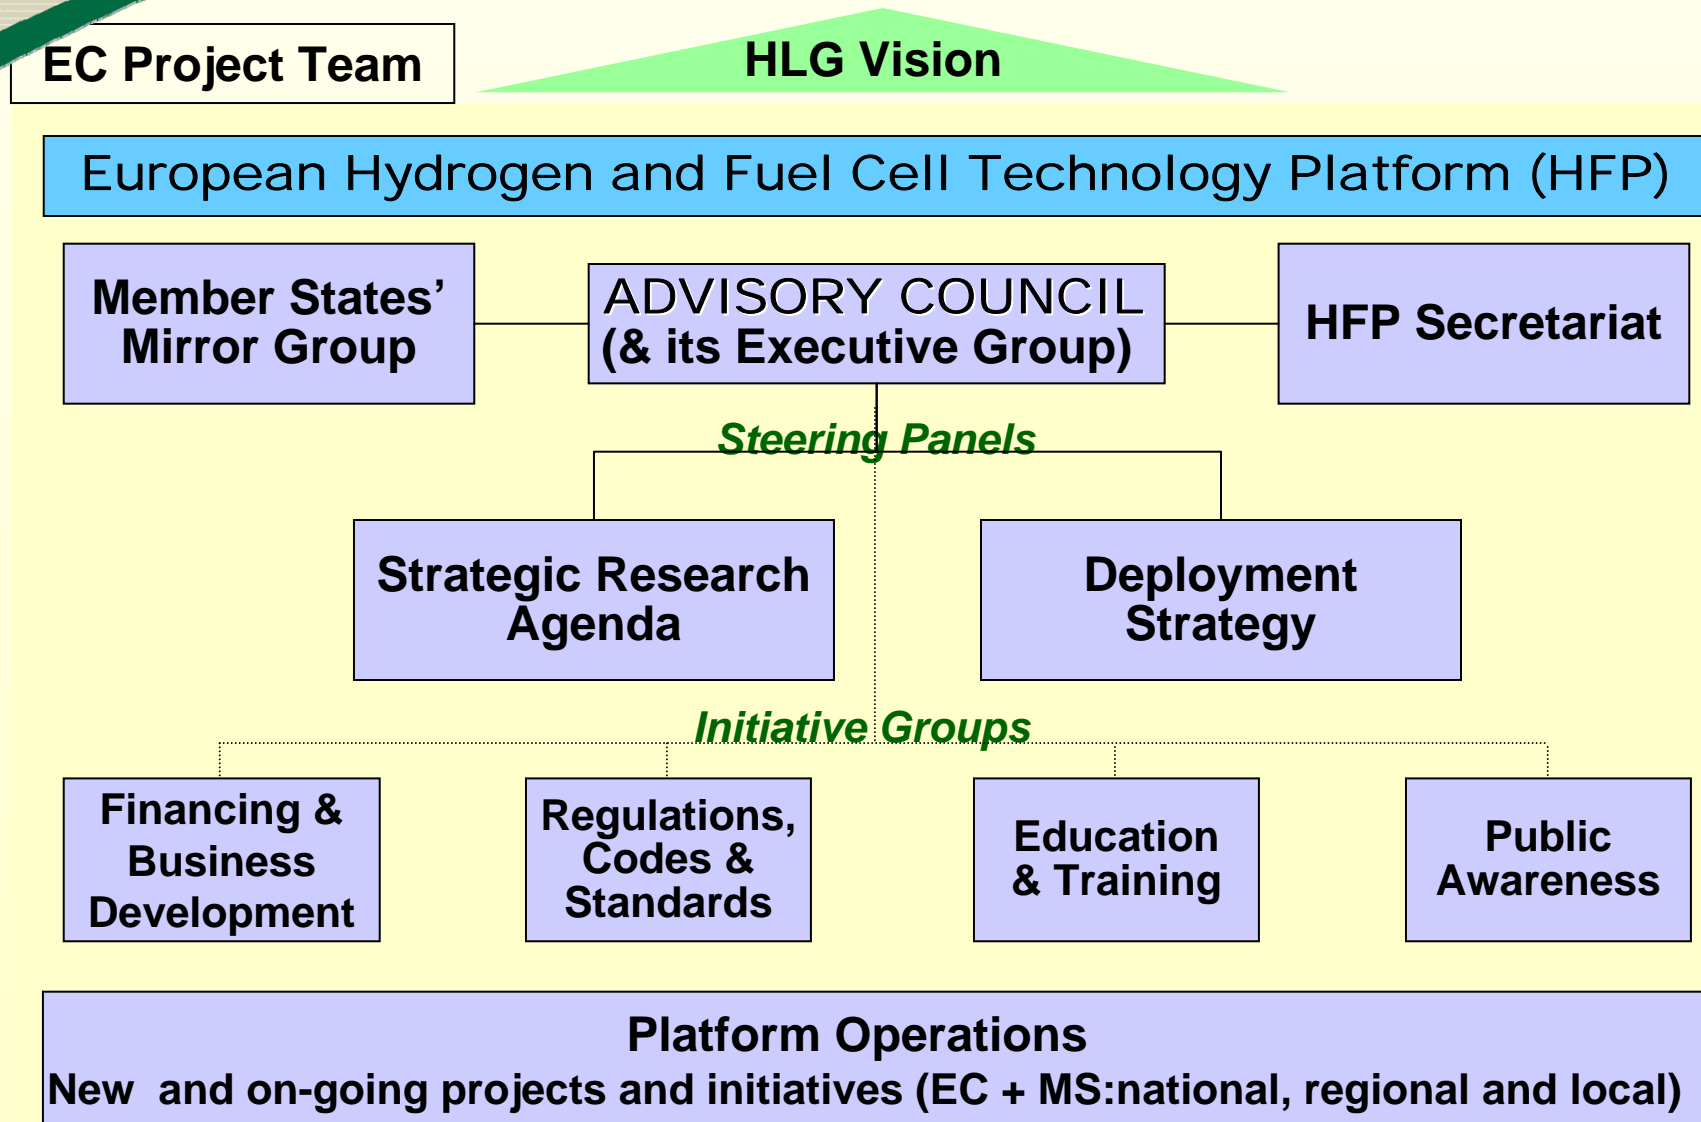 EC Project Team
HLG Vision
European Hydrogen and Fuel Cell Technology Platform (HFP)
Member States’
Mirror Group
ADVISORY COUNCIL
(& its Executive Group)
HFP Secretariat
Steering Panels
Strategic Research
Agenda
Deployment
Strategy
Initiative Groups
Financing &
Business
Development
Regulations,
Codes &
Standards
Education
& Training
Public
Awareness
Platform Operations
New  and on-going projects and initiatives (EC + MS:national, regional and local)